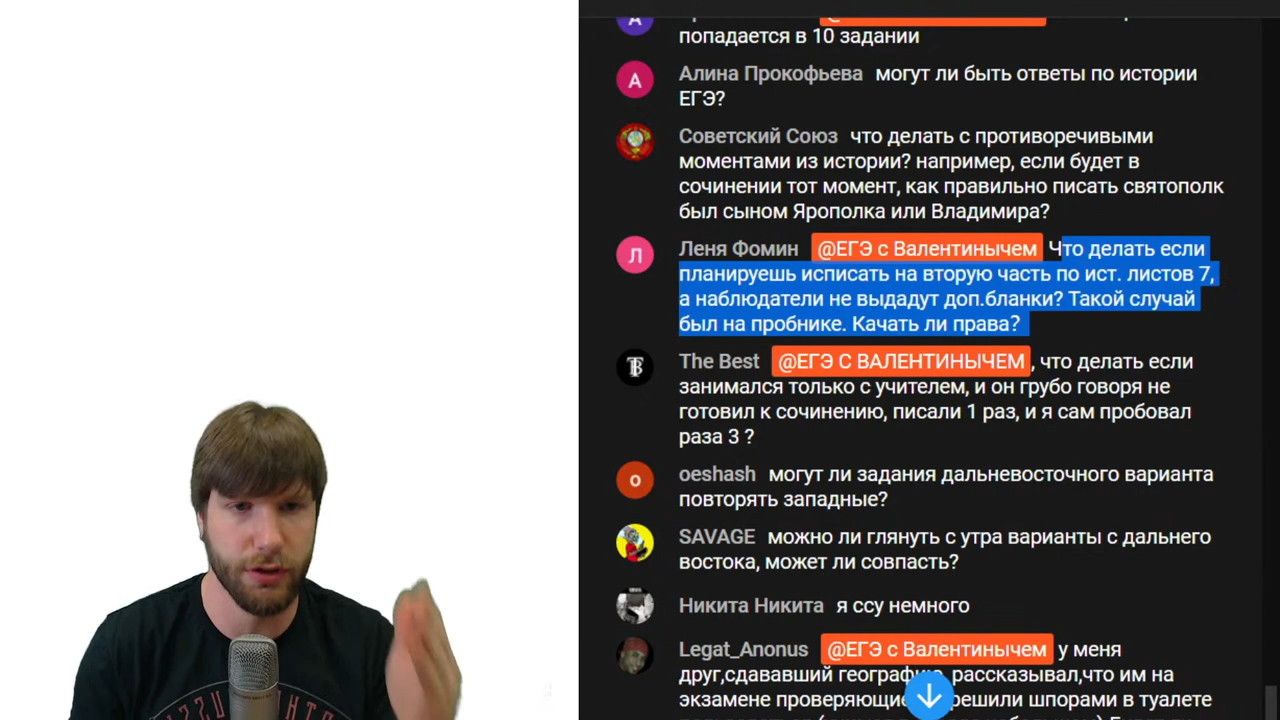 попадается в 10 задании
Алина Прокофьева могут ли быть ответы по истории
ЕГЭ?
Советский Союз что делать с противоречивыми
моментами из истории? например, если будет в
сочинении тот момент, как правильно писать святополк
был сыном Ярополка или Владимира?
Леня Фомин @ЕГЭ с Валентинычем Что делать если
планируешь исписать на вторую часть по ист. листов 7,
а наблюдатели не выдадут доп.бланки? Такой случай
был на пробнике. Качать ли права?
The Best @ЕГЭ С ВАЛЕНТИНЫЧЕМ, что делать если
занимался только с учителем, и он грубо говоря не
готовил к сочинению, писали 1 раз, и я сам пробовал
раза 3 ?
oeshash могут ли задания дальневосточного варианта
повторять западные?
SAVAGE можно ли глянуть с утра варианты с дальнего
востока, может ли совпасть?
Никита Никита я ссу немного
Legat_Anonus @ЕГЭ с Валентинычем у меня
друг,сдававший географию, рассказывал,что им на
экзамене проверяющие шпорами в туалете